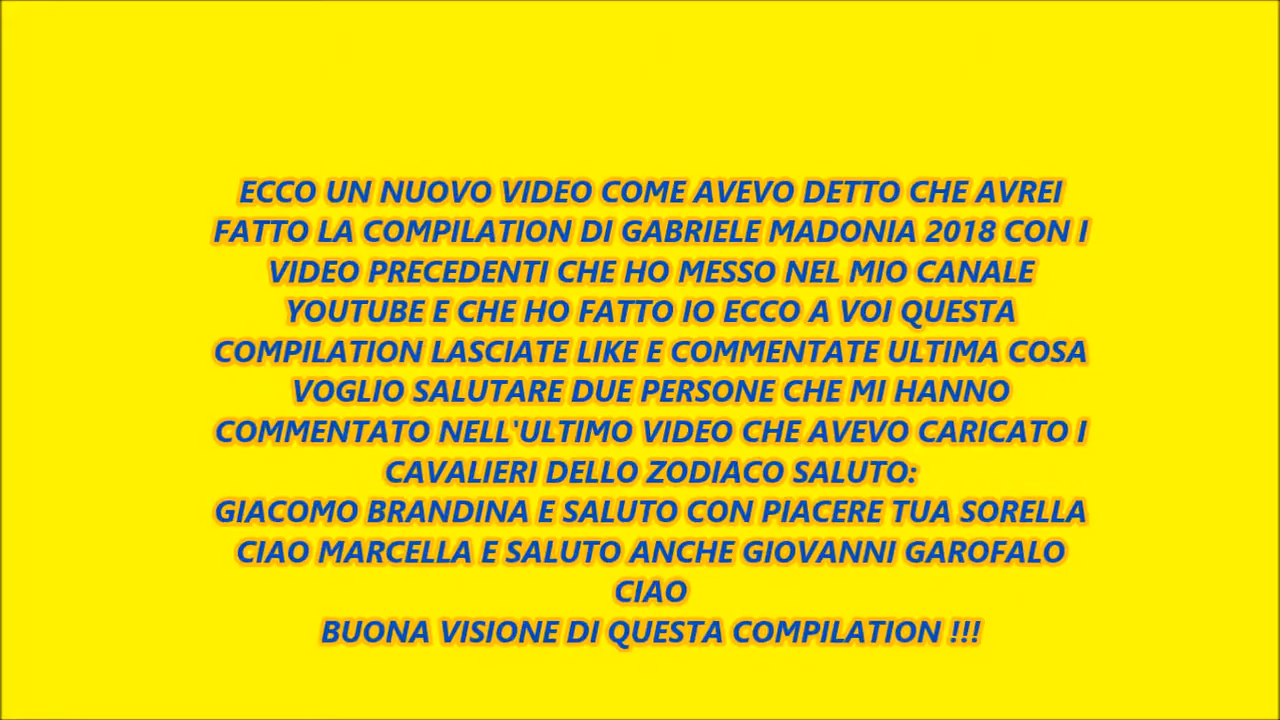 ECCO UN NUOVO VIDEO COME AVEVO DETTO CHE AVREI
FATTO LA COMPILATION DI GABRIELE MADONIA 2018 CON I
VIDEO PRECEDENTI CHE HO MESSO NEL MIO CANALE
YOUTUBE E CHE HO FATTO IO ECCO A VOI QUESTA
COMPILATION LASCIATE LIKE E COMMENTATE ULTIMA COSA
VOGLIO SALUTARE DUE PERSONE CHE MI HANNO
COMMENTATO NELL'ULTIMO VIDEO CHE AVEVO CARICATO I
CAVALIERI DELLO ZODIACO SALUTO:
GIACOMO BRANDINA E SALUTO CON PIACERE TUA SORELLA
CIAO MARCELLA E SALUTO ANCHE GIOVANNI GAROFALO
CIAO
BUONA VISIONE DI QUESTA COMPILATION !!!